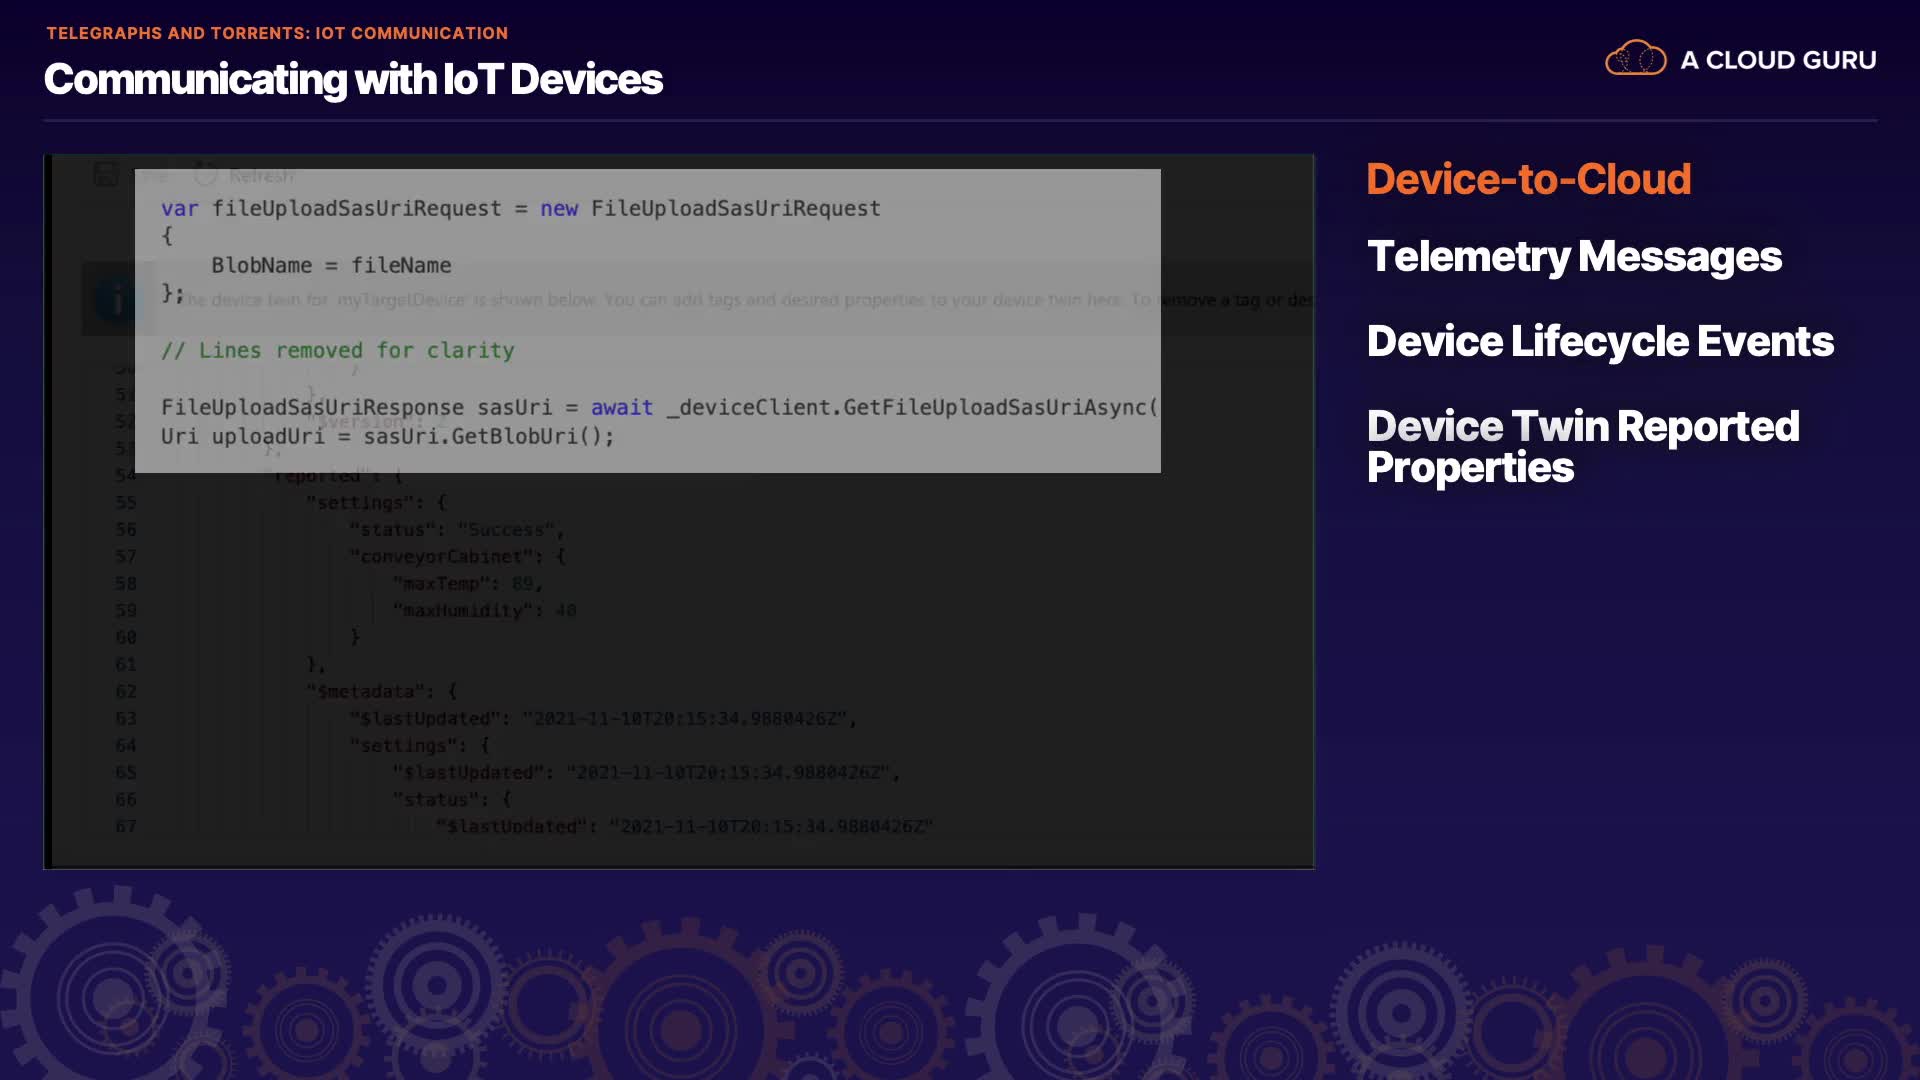 TELEGRAPHS AND TORRENTS: IOT COMMUNICATION
Communicating with IoT Devices
A CLOUD GURU
Refresh
var fileUploadSasUriRequest = new FileUploadSasUriRequest
{
BlobName = fileName
};
The device twin for 'myTargetDevice' is shown below. You can add tags and desired properties to your device twin here. To remove a tag or des
// Lines removed for clarity
51 },
FileUploadSasUriResponse sasUri = await _deviceClient.GetFileUploadSasUriAsync(
52 "$version": 2
Uri uploadUri = sasUri.GetBlobUri();
53 },
54 "reported": {
55 "settings": {
56 "status": "Success",
57 "conveyorCabinet": {
58 "maxTemp": 89,
59 "maxHumidity": 40
60 }
61 },
62 "$metadata": {
63 "$lastUpdated": "2021-11-10T20:15:34.9880426Z",
64 "settings": {
65 "$lastUpdated": "2021-11-10T20:15:34.9880426Z",
66 "status": {
67 "$lastUpdated": "2021-11-10T20:15:34.9880426Z"
Device-to-Cloud
Telemetry Messages
Device Lifecycle Events
Device Twin Reported
Properties